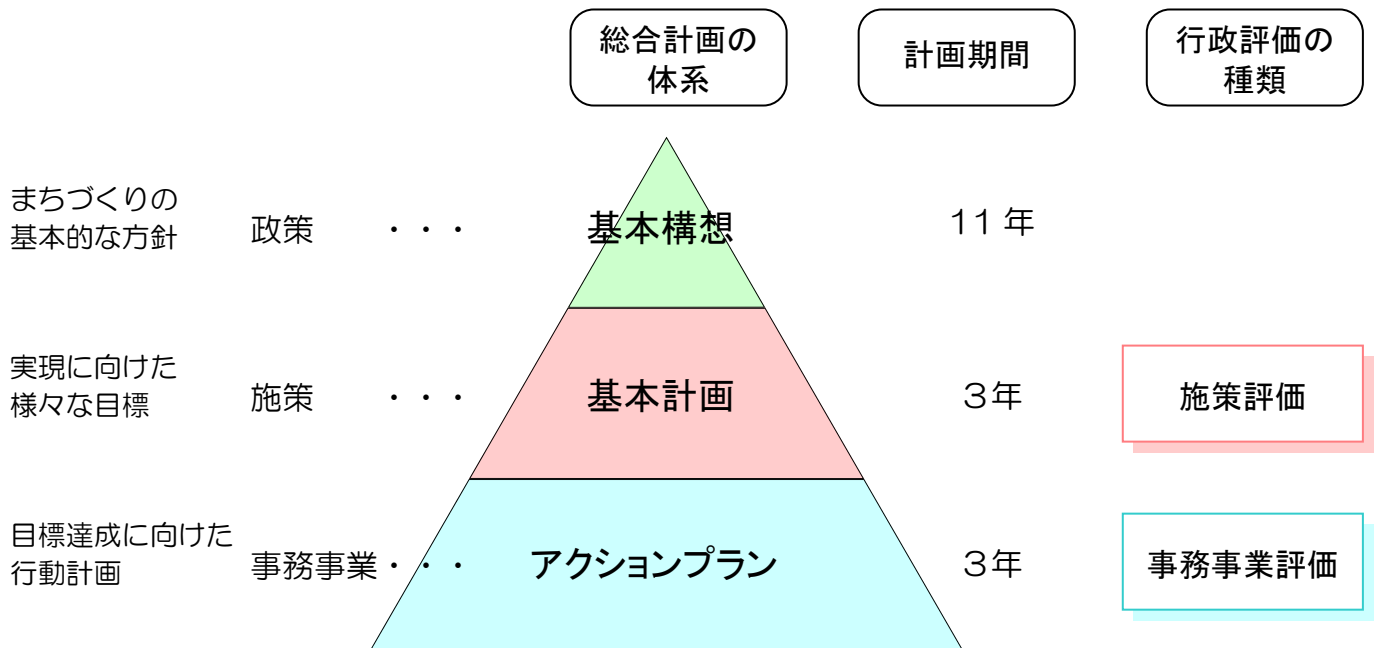 総合計画の
体系
計画期間
行政評価の
種類
まちづくりの
基本的な方針
政策 ・・・ 基本構想 11年
実現に向けた
様々な目標
施策 ・・・ 基本計画 3年 施策評価
目標達成に向けた
行動計画
事務事業・・・ アクションプラン 3年 事務事業評価